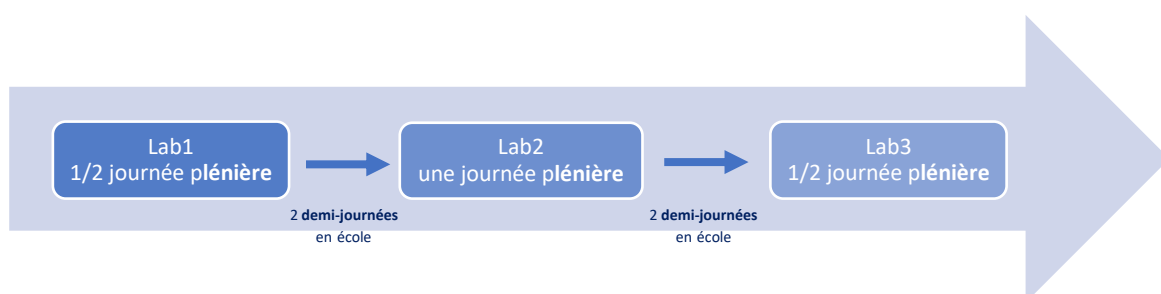 Lab1
1/2 journée plénière
2 demi-journées
en école
Lab2
une journée plénière
2 demi-journées
en école
Lab3
1/2 journée plénière